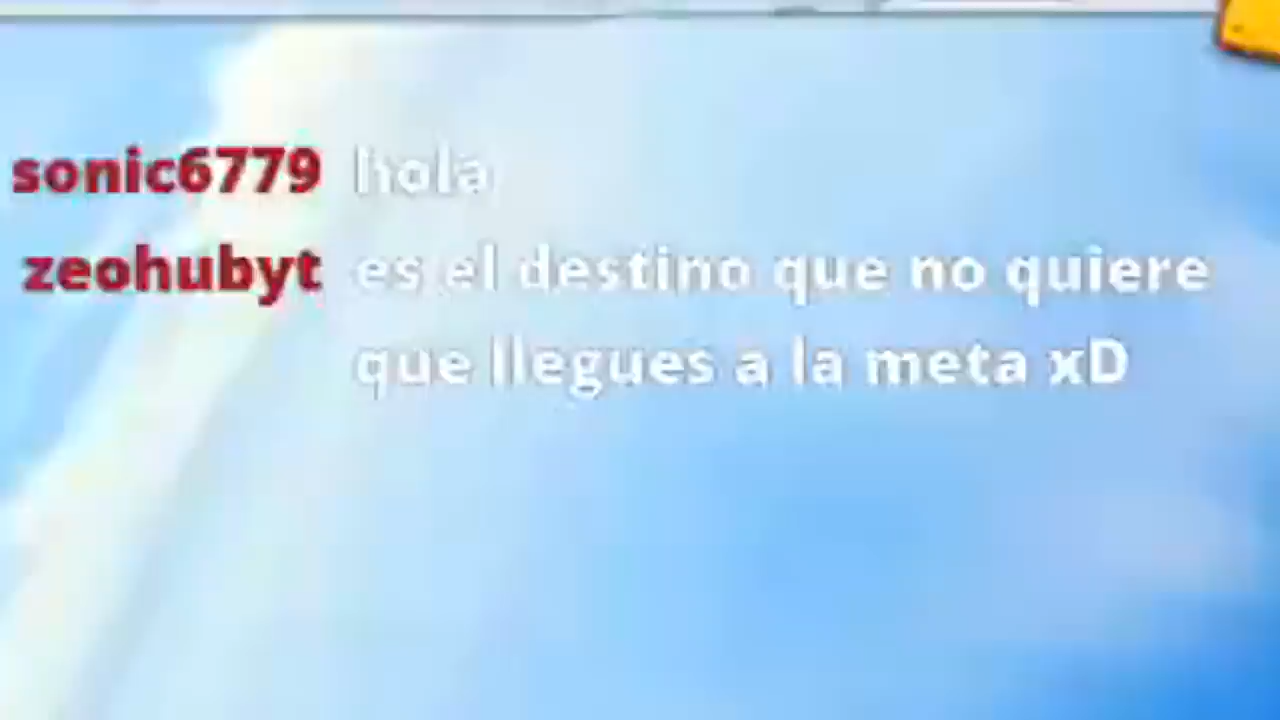 sonic6779 hola
zeohubyt es el destino que no quiere
que llegues a la meta xD